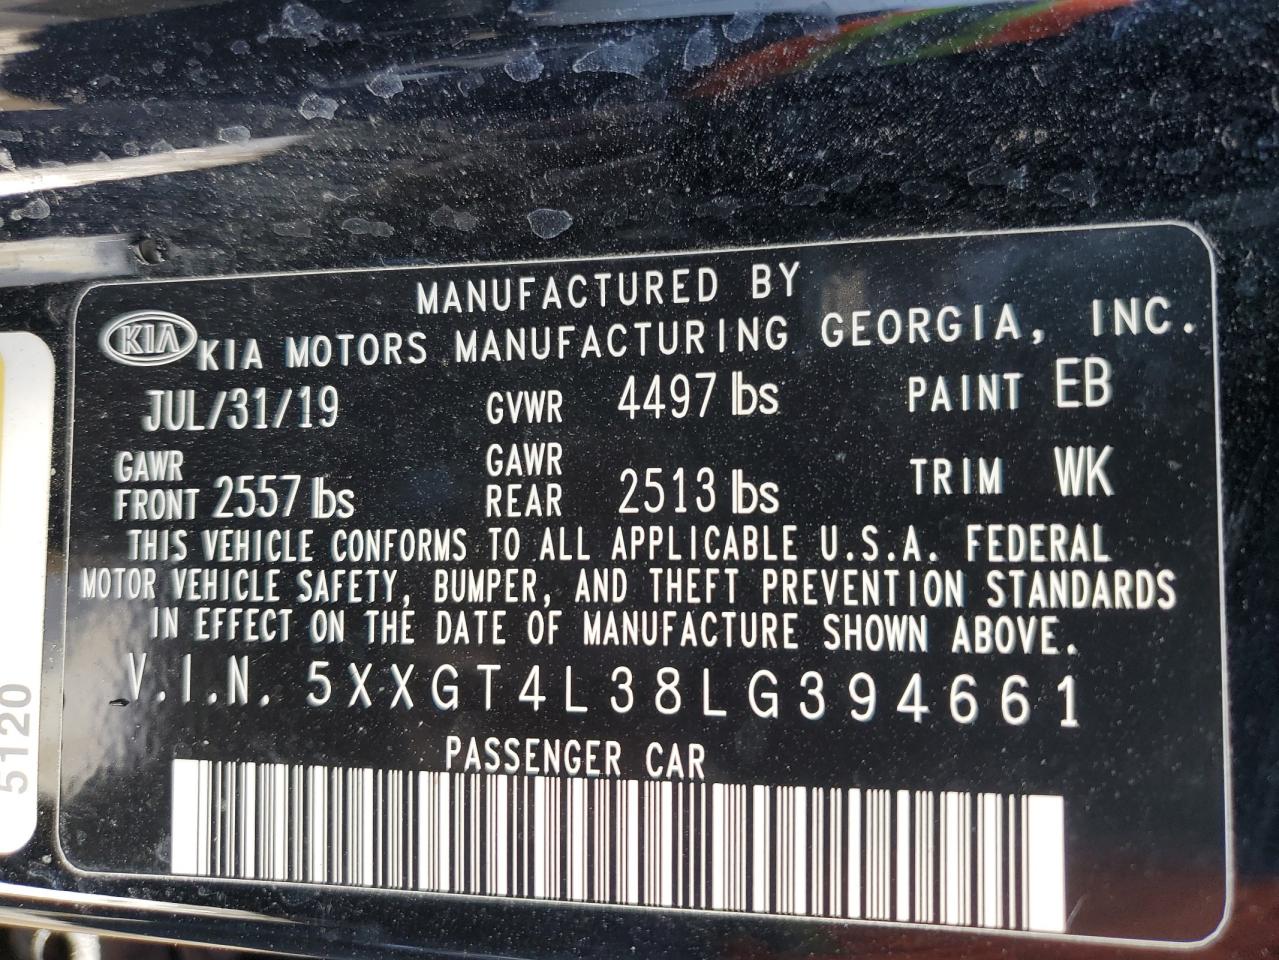 MANUFACTURED BY
KIA KIA MOTORS MANUFACTURING GEORGIA, INC.
JUL/31/19 GVWR 4497 lbs PAINT EB
GAWR FRONT 2557 lbs GAWR REAR 2513 lbs TRIM WK
THIS VEHICLE CONFORMS TO ALL APPLICABLE U.S.A. FEDERAL
MOTOR VEHICLE SAFETY, BUMPER, AND THEFT PREVENTION STANDARDS
IN EFFECT ON THE DATE OF MANUFACTURE SHOWN ABOVE.
V.I.N. 5XXGT4L38LG394661
PASSENGER CAR
5120